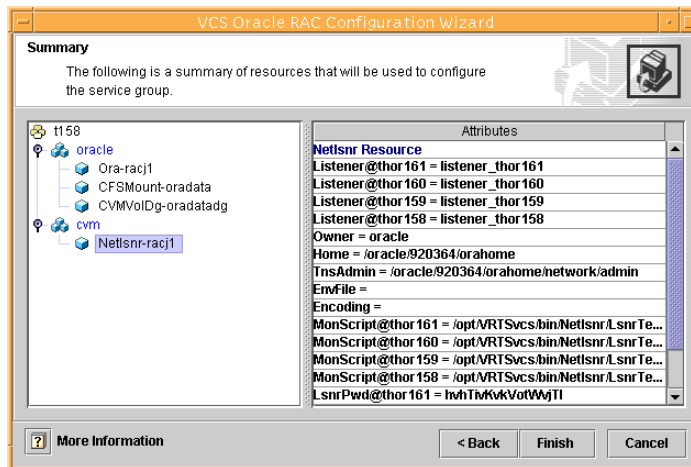 VCS Oracle RAC Configuration Wizard
Summary
The following is a summary of resources that will be used to configure
the service group.
t158
oracle
Ora-racj1
CFSMount-oradata
CVMVolDg-oradatadg
cvm
Netlsnr-racj1
Attributes
Netlsnr Resource
Listener@thor161 = listener_thor161
Listener@thor160 = listener_thor160
Listener@thor159 = listener_thor159
Listener@thor158 = listener_thor158
Owner = oracle
Home = /oracle/920364/orahome
TnsAdmin = /oracle/920364/orahome/network/admin
EnvFile =
Encoding =
MonScript@thor161 = /opt/VRTSvcs/bin/Netlsnr/LsnrTe...
MonScript@thor160 = /opt/VRTSvcs/bin/Netlsnr/LsnrTe...
MonScript@thor159 = /opt/VRTSvcs/bin/Netlsnr/LsnrTe...
MonScript@thor158 = /opt/VRTSvcs/bin/Netlsnr/LsnrTe...
LsnrPwd@thor161 =
? More Information
< Back Finish Cancel